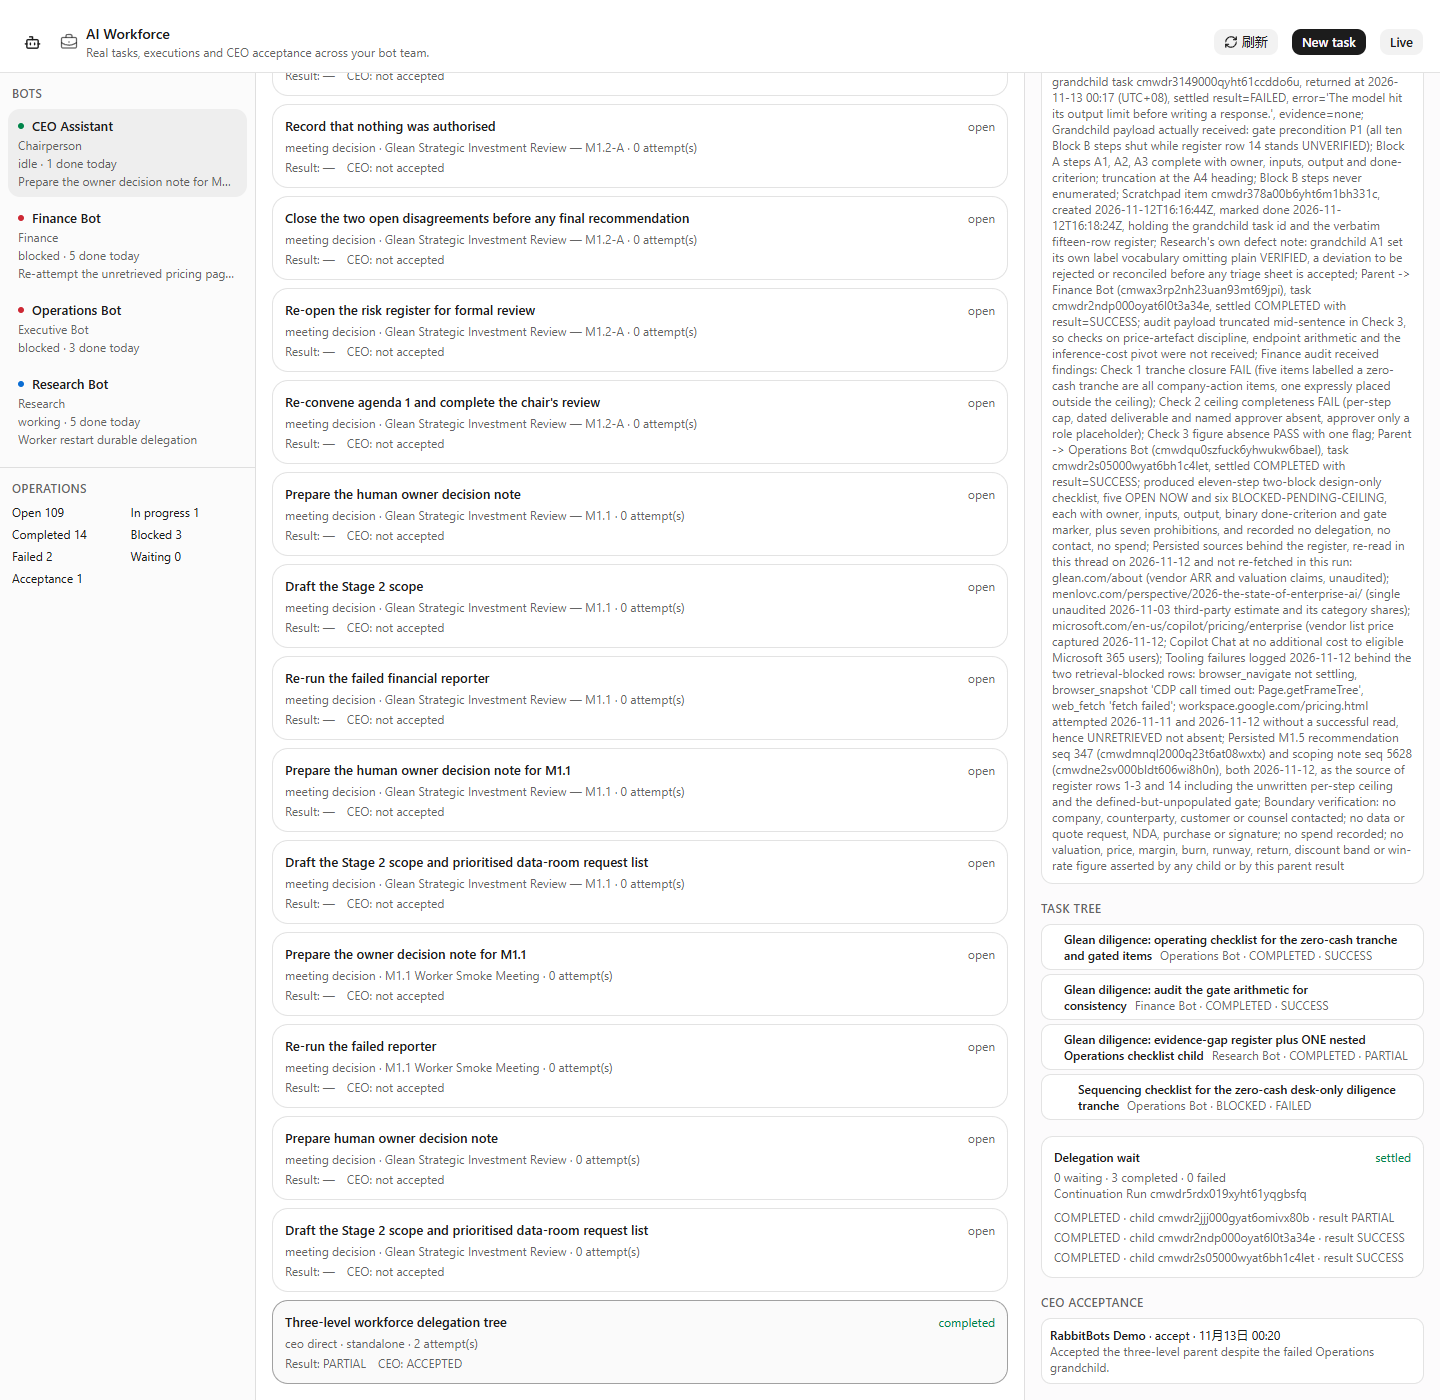 AI Workforce
Real tasks, executions and CEO acceptance across your bot team.
刷新
New task
Live
BOTS
CEO Assistant
Chairperson
idle · 1 done today
Prepare the owner decision note for M...
Finance Bot
Finance
blocked · 5 done today
Re-attempt the unretrieved pricing pag...
Operations Bot
Executive Bot
blocked · 3 done today
Research Bot
Research
working · 5 done today
Worker restart durable delegation
OPERATIONS
Open 109
In progress 1
Completed 14
Blocked 3
Failed 2
Waiting 0
Acceptance 1
Result: — CEO: not accepted
Record that nothing was authorised
open
meeting decision · Glean Strategic Investment Review — M1.2-A · 0 attempt(s)
Result: — CEO: not accepted
Close the two open disagreements before any final recommendation
open
meeting decision · Glean Strategic Investment Review — M1.2-A · 0 attempt(s)
Result: — CEO: not accepted
Re-open the risk register for formal review
open
meeting decision · Glean Strategic Investment Review — M1.2-A · 0 attempt(s)
Result: — CEO: not accepted
Re-convene agenda 1 and complete the chair's review
open
meeting decision · Glean Strategic Investment Review — M1.2-A · 0 attempt(s)
Result: — CEO: not accepted
Prepare the human owner decision note
open
meeting decision · Glean Strategic Investment Review — M1.1 · 0 attempt(s)
Result: — CEO: not accepted
Draft the Stage 2 scope
open
meeting decision · Glean Strategic Investment Review — M1.1 · 0 attempt(s)
Result: — CEO: not accepted
Re-run the failed financial reporter
open
meeting decision · Glean Strategic Investment Review — M1.1 · 0 attempt(s)
Result: — CEO: not accepted
Prepare the human owner decision note for M1.1
open
meeting decision · Glean Strategic Investment Review — M1.1 · 0 attempt(s)
Result: — CEO: not accepted
Draft the Stage 2 scope and prioritised data-room request list
open
meeting decision · Glean Strategic Investment Review — M1.1 · 0 attempt(s)
Result: — CEO: not accepted
Prepare the owner decision note for M1.1
open
meeting decision · M1.1 Worker Smoke Meeting · 0 attempt(s)
Result: — CEO: not accepted
Re-run the failed reporter
open
meeting decision · M1.1 Worker Smoke Meeting · 0 attempt(s)
Result: — CEO: not accepted
Prepare human owner decision note
open
meeting decision · Glean Strategic Investment Review · 0 attempt(s)
Result: — CEO: not accepted
Draft the Stage 2 scope and prioritised data-room request list
open
meeting decision · Glean Strategic Investment Review · 0 attempt(s)
Result: — CEO: not accepted
Three-level workforce delegation tree
completed
ceo direct · standalone · 2 attempt(s)
Result: PARTIAL CEO: ACCEPTED
grandchild task cmwdr3149000qyht61ccddo6u, returned at 2026-
11-13 00:17 (UTC+08), settled result=FAILED, error='The model hit
its output limit before writing a response.', evidence=none;
Grandchild payload actually received: gate precondition P1 (all ten
Block B steps shut while register row 14 stands UNVERIFIED); Block
A steps A1, A2, A3 complete with owner, inputs, output and done-
criterion; truncation at the A4 heading; Block B steps never
enumerated; Scratchpad item cmwdr378a00b6yht6m1bh331c,
created 2026-11-12T16:16:44Z, marked done 2026-11-
12T16:18:24Z, holding the grandchild task id and the verbatim
fifteen-row register; Research's own defect note: grandchild A1 set
its own label vocabulary omitting plain VERIFIED, a deviation to be
rejected or reconciled before any triage sheet is accepted; Parent ->
Finance Bot (cmwax3rp2nh23uan93mt69jpi), task
cmwdr2ndp000oyat6l0t3a34e, settled COMPLETED with
result=SUCCESS; audit payload truncated mid-sentence in Check 3,
so checks on price-artefact discipline, endpoint arithmetic and the
inference-cost pivot were not received; Finance audit received
findings: Check 1 tranche closure FAIL (five items labelled a zero-
cash tranche are all company-action items, one expressly placed
outside the ceiling); Check 2 ceiling completeness FAIL (per-step
cap, dated deliverable and named approver absent, approver only a
role placeholder); Check 3 figure absence PASS with one flag; Parent
-> Operations Bot (cmwdqu0szfuck6yhwukw6bael), task
cmwdr2s05000wyat6bh1c4let, settled COMPLETED with
result=SUCCESS; produced eleven-step two-block design-only
checklist, five OPEN NOW and six BLOCKED-PENDING-CEILING,
each with owner, inputs, output, binary done-criterion and gate
marker, plus seven prohibitions, and recorded no delegation, no
contact, no spend; Persisted sources behind the register, re-read in
this thread on 2026-11-12 and not re-fetched in this run:
glean.com/about (vendor ARR and valuation claims, unaudited);
menlovc.com/perspective/2026-the-state-of-enterprise-ai/ (single
unaudited 2026-11-03 third-party estimate and its category shares);
microsoft.com/en-us/copilot/pricing/enterprise (vendor list price
captured 2026-11-12; Copilot Chat at no additional cost to eligible
Microsoft 365 users); Tooling failures logged 2026-11-12 behind the
two retrieval-blocked rows: browser_navigate not settling,
browser_snapshot 'CDP call timed out: Page.getFrameTree',
web_fetch 'fetch failed'; workspace.google.com/pricing.html
attempted 2026-11-11 and 2026-11-12 without a successful read,
hence UNRETRIEVED not absent; Persisted M1.5 recommendation
seq 347 (cmwdmnql2000q23t6at08wxtx) and scoping note seq 5628
(cmwdne2sv000bldt606wi8h0n), both 2026-11-12, as the source of
register rows 1-3 and 14 including the unwritten per-step ceiling
and the defined-but-unpopulated gate; Boundary verification: no
company, counterparty, customer or counsel contacted; no data or
quote request, NDA, purchase or signature; no spend recorded; no
valuation, price, margin, burn, runway, return, discount band or win-
rate figure asserted by any child or by this parent result
TASK TREE
Glean diligence: operating checklist for the zero-cash tranche
and gated items Operations Bot · COMPLETED · SUCCESS
Glean diligence: audit the gate arithmetic for
consistency Finance Bot · COMPLETED · SUCCESS
Glean diligence: evidence-gap register plus ONE nested
Operations checklist child Research Bot · COMPLETED · PARTIAL
Sequencing checklist for the zero-cash desk-only diligence
tranche Operations Bot · BLOCKED · FAILED
Delegation wait
settled
0 waiting · 3 completed · 0 failed
Continuation Run cmwdr5rdx019xyht61yqgbsfq
COMPLETED · child cmwdr2jjj000gyat6omivx80b · result PARTIAL
COMPLETED · child cmwdr2ndp000oyat6l0t3a34e · result SUCCESS
COMPLETED · child cmwdr2s05000wyat6bh1c4let · result SUCCESS
CEO ACCEPTANCE
RabbitBots Demo · accept · 11月13日 00:20
Accepted the three-level parent despite the failed Operations
grandchild.